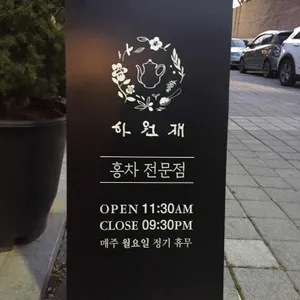 하원재
홍차 전문점
OPEN 11:30AM
CLOSE 09:30PM
매주 월요일 정기 휴무